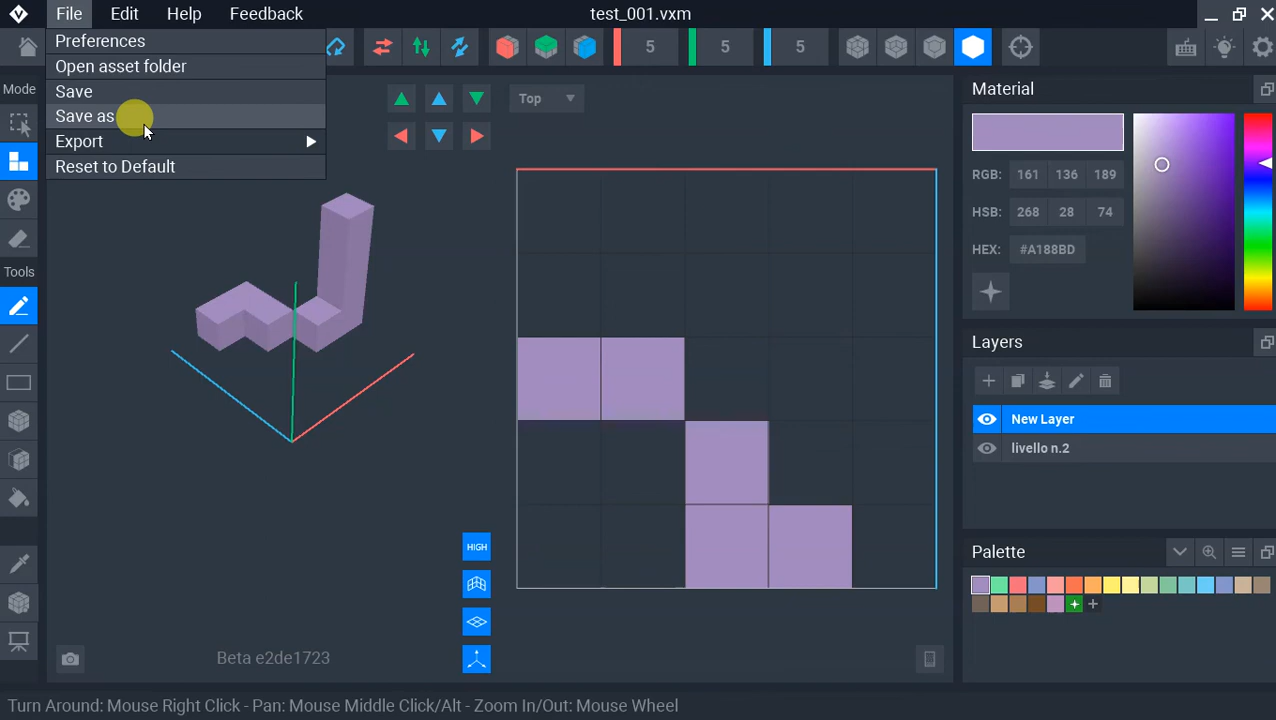 File Edit Help Feedback test_001.vxm
Preferences
Open asset folder
Save
Save as
Export
Reset to Default
5 5 5
Mode
Tools
Top
HIGH
Beta e2de1723
Material
RGB: 161 136 189
HSB: 268 28 74
HEX: #A188BD
Layers
New Layer
livello n.2
Palette
Turn Around: Mouse Right Click - Pan: Mouse Middle Click/Alt - Zoom In/Out: Mouse Wheel